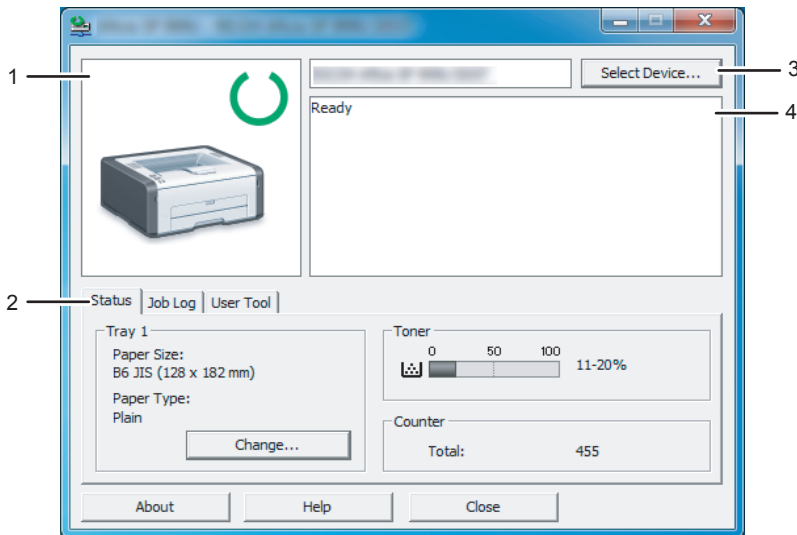 1
Select Device...
3
Ready
4
2
Status
Job Log
User Tool
Tray 1
Paper Size:
B6 JIS (128 x 182 mm)
Paper Type:
Plain
Change...
Toner
0 50 100
11-20%
Counter
Total: 455
About
Help
Close